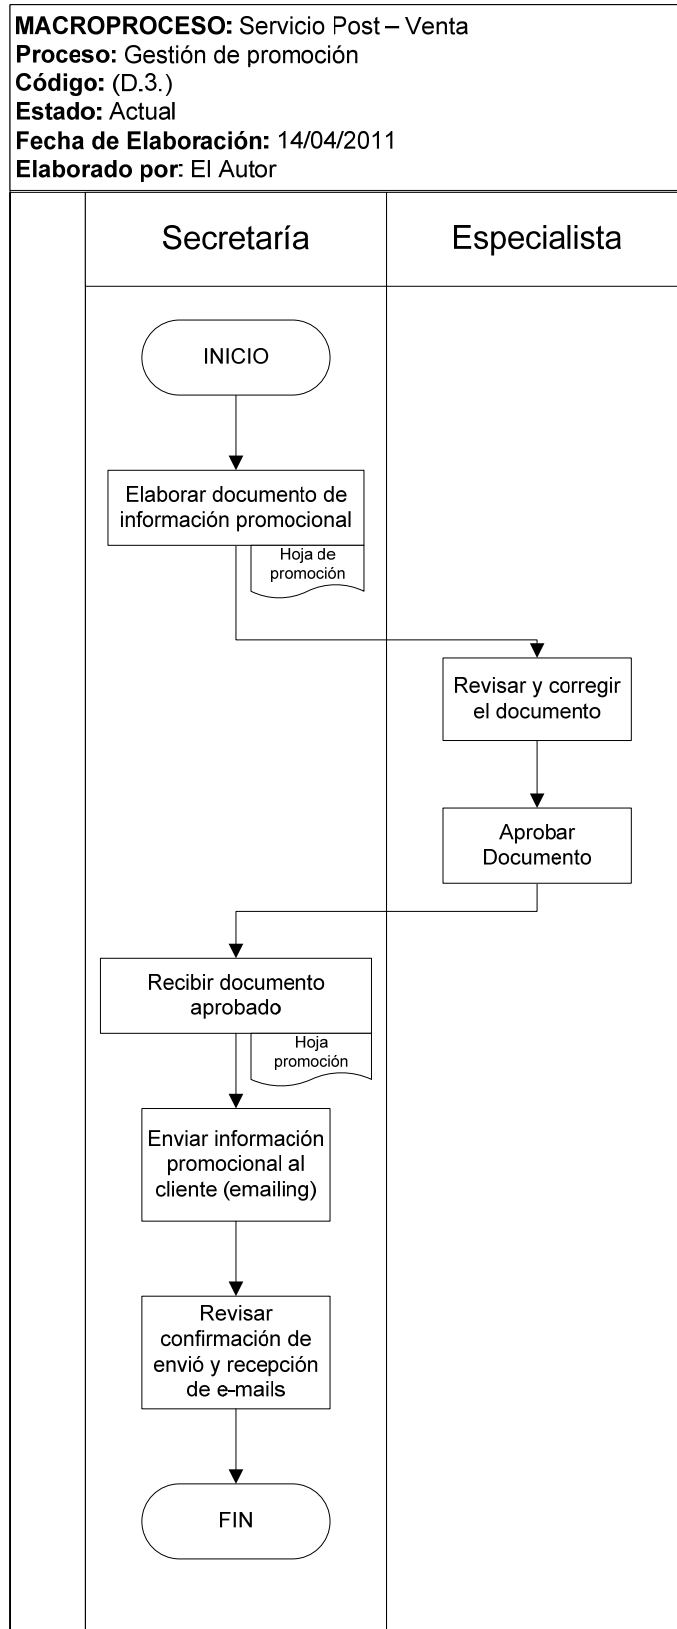 MACROPROCESO: Servicio Post – Venta
Proceso: Gestión de promoción
Código: (D.3.)
Estado: Actual
Fecha de Elaboración: 14/04/2011
Elaborado por: El Autor
Secretaría
Especialista
INICIO
Elaborar documento de
información promocional
Hoja de
promoción
Revisar y corregir
el documento
Aprobar
Documento
Recibir documento
aprobado
Hoja
promoción
Enviar información
promocional al
cliente (emailing)
Revisar
confirmación de
envió y recepción
de e-mails
FIN